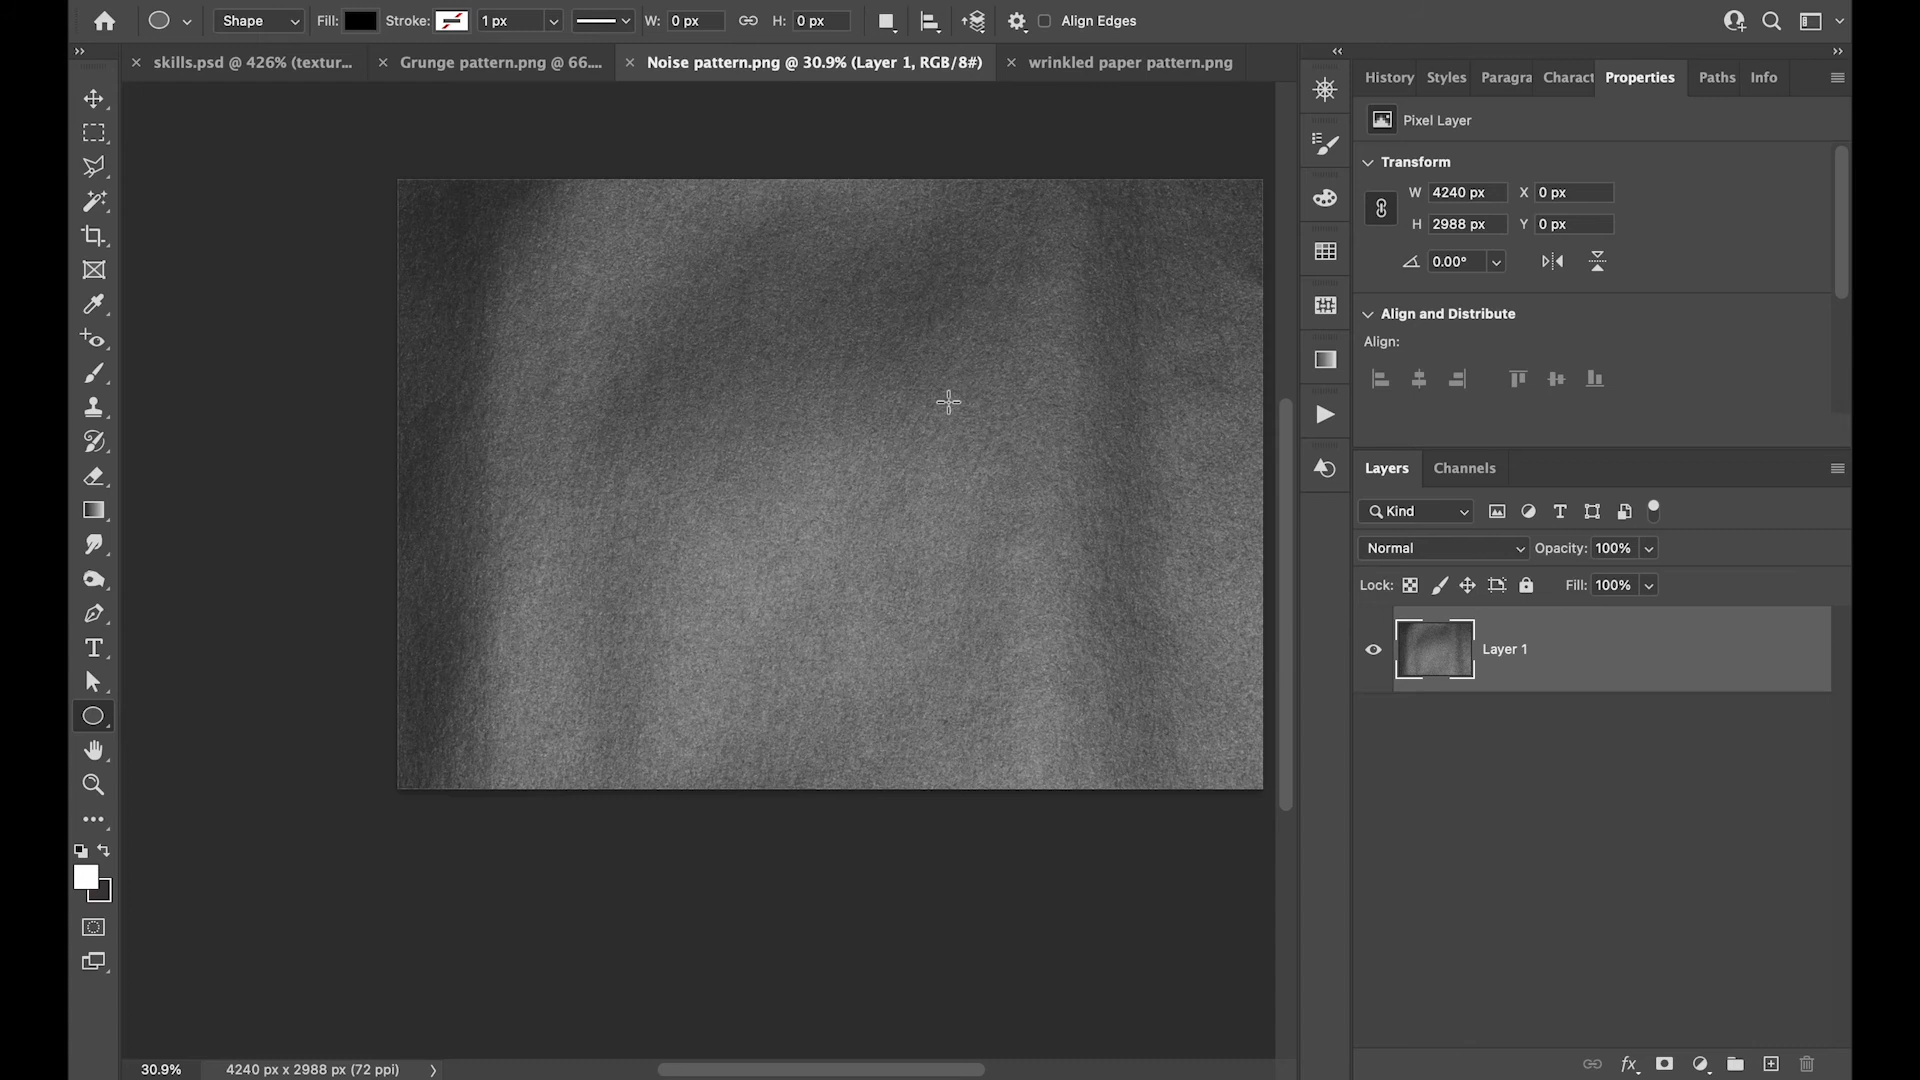 Shape Fill: Stroke: 1 px W: 0 px H: 0 px Align Edges
skills.psd @ 426% (textur... Grunge pattern.png @ 66.... Noise pattern.png @ 30.9% (Layer 1, RGB/8#) wrinkled paper pattern.png
History Styles Paragra Charact Properties Paths Info
Pixel Layer
Transform
W 4240 px X 0 px
H 2988 px Y 0 px
0.00°
Align and Distribute
Align:
Layers Channels
Kind
Normal Opacity: 100%
Lock: Fill: 100%
Layer 1
30.9% 4240 px x 2988 px (72 ppi)